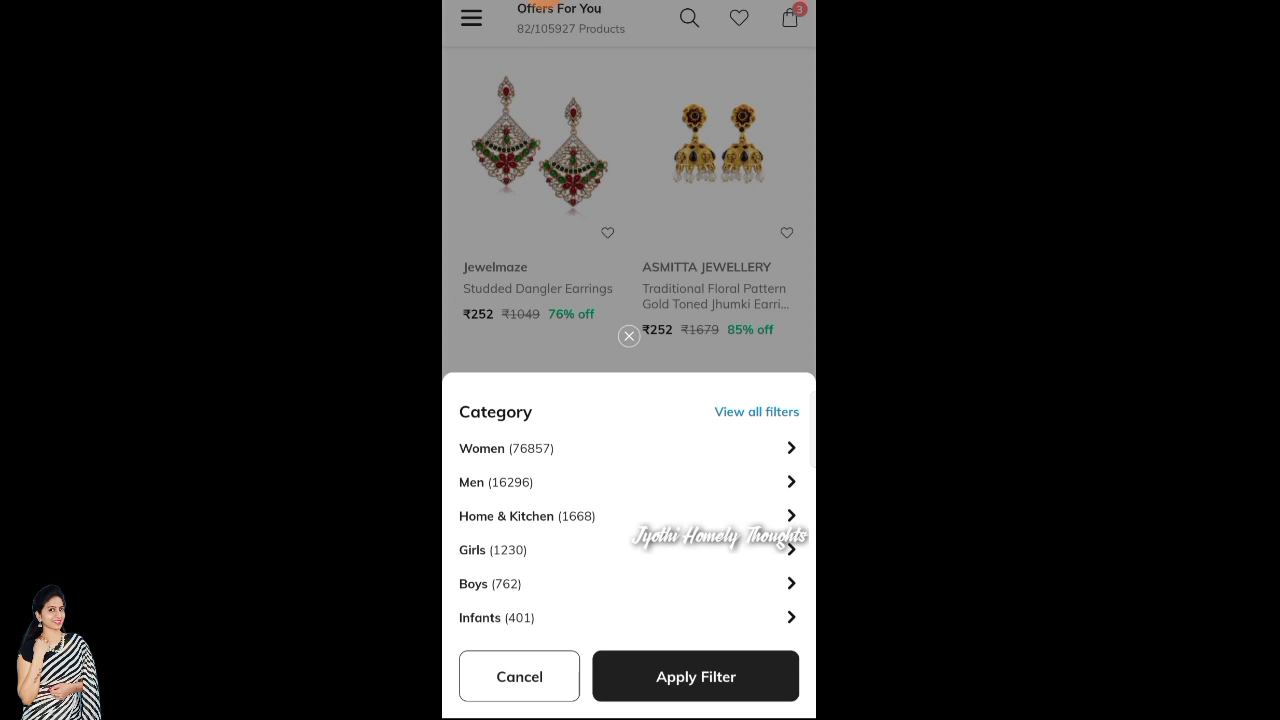 Offers For You
82/105927 Products
3
Jewelmaze
Studded Dangler Earrings
₹252 ₹1049 76% off
ASMITTA JEWELLERY
Traditional Floral Pattern
Gold Toned Jhumki Earri...
₹252 ₹1679 85% off
Category
View all filters
Women (76857)
Men (16296)
Home & Kitchen (1668)
Jyothi Homely Thoughts
Girls (1230)
Boys (762)
Infants (401)
Cancel
Apply Filter